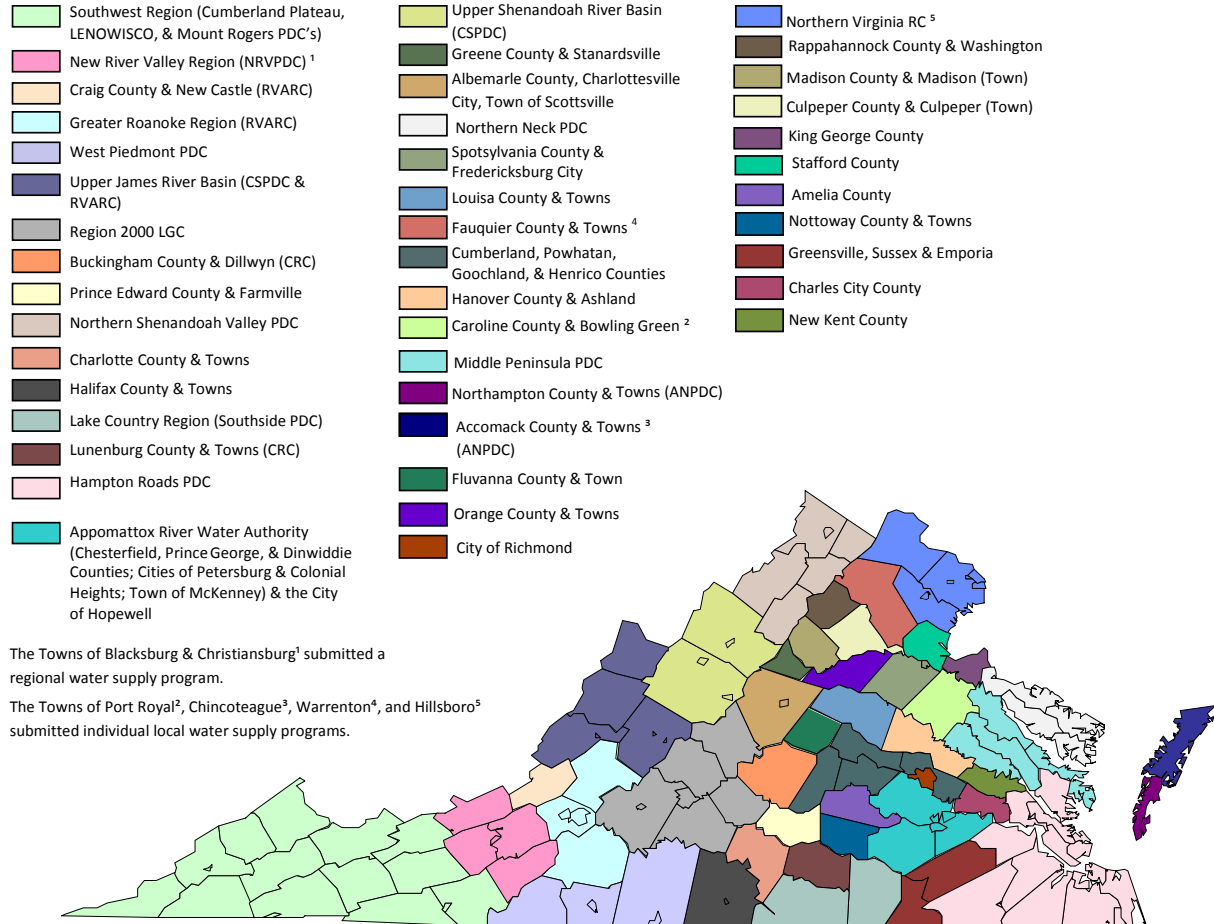 Southwest Region (Cumberland Plateau,
LENOWISCO, & Mount Rogers PDC’s)
New River Valley Region (NRVPDC) ¹
Craig County & New Castle (RVARC)
Greater Roanoke Region (RVARC)
West Piedmont PDC
Upper James River Basin (CSPDC &
RVARC)
Region 2000 LGC
Buckingham County & Dillwyn (CRC)
Prince Edward County & Farmville
Northern Shenandoah Valley PDC
Charlotte County & Towns
Halifax County & Towns
Lake Country Region (Southside PDC)
Lunenburg County & Towns (CRC)
Hampton Roads PDC
Appomattox River Water Authority
(Chesterfield, Prince George, & Dinwiddie
Counties; Cities of Petersburg & Colonial
Heights; Town of McKenney) & the City
of Hopewell
Upper Shenandoah River Basin
(CSPDC)
Greene County & Stanardsville
Albemarle County, Charlottesville
City, Town of Scottsville
Northern Neck PDC
Spotsylvania County &
Fredericksburg City
Louisa County & Towns
Fauquier County & Towns ⁴
Cumberland, Powhatan,
Goochland, & Henrico Counties
Hanover County & Ashland
Caroline County & Bowling Green ²
Middle Peninsula PDC
Northampton County & Towns (ANPDC)
Accomack County & Towns ³
(ANPDC)
Fluvanna County & Town
Orange County & Towns
City of Richmond
Northern Virginia RC ⁵
Rappahannock County & Washington
Madison County & Madison (Town)
Culpeper County & Culpeper (Town)
King George County
Stafford County
Amelia County
Nottoway County & Towns
Greensville, Sussex & Emporia
Charles City County
New Kent County
The Towns of Blacksburg & Christiansburg¹ submitted a
regional water supply program.
The Towns of Port Royal², Chincoteague³, Warrenton⁴, and Hillsboro⁵
submitted individual local water supply programs.